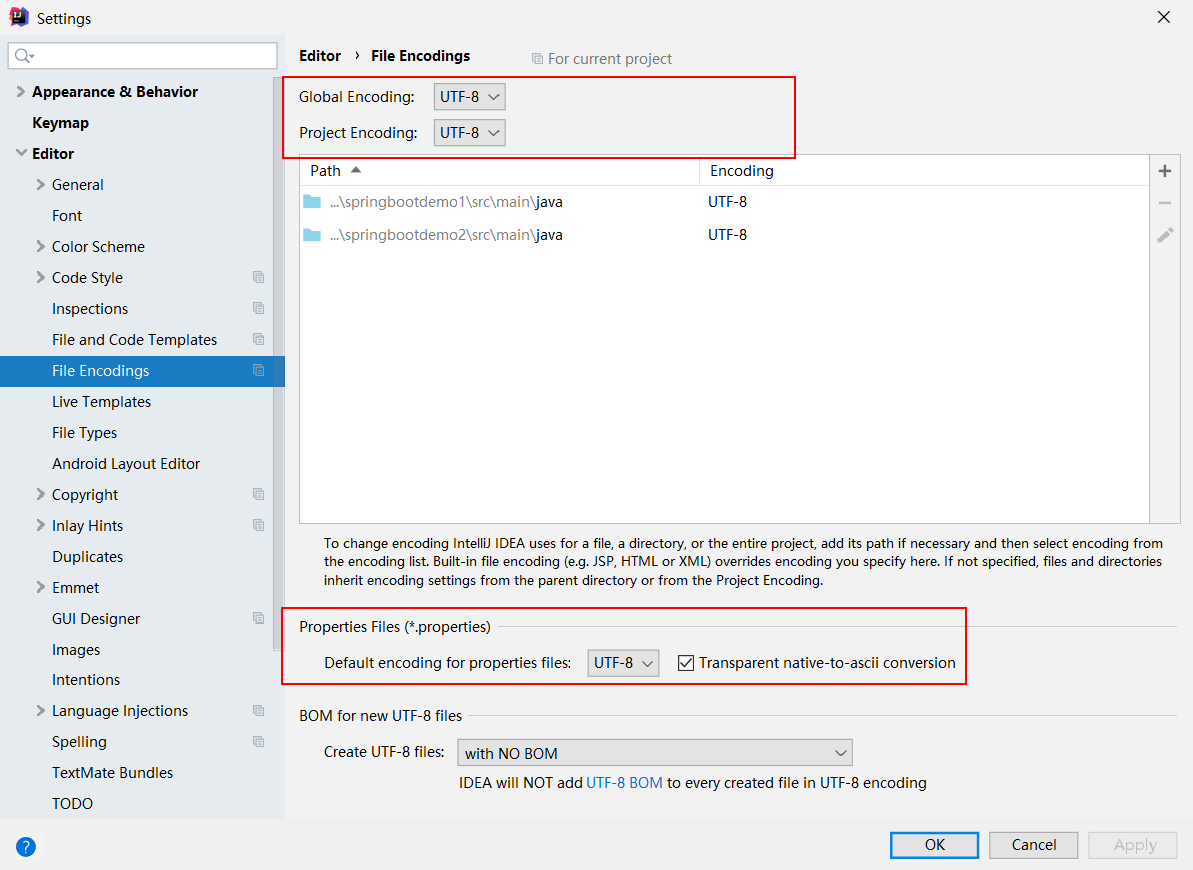 Settings
Editor › File Encodings For current project
Appearance & Behavior
Keymap
Editor
General
Font
Color Scheme
Code Style
Inspections
File and Code Templates
File Encodings
Live Templates
File Types
Android Layout Editor
Copyright
Inlay Hints
Duplicates
Emmet
GUI Designer
Images
Intentions
Language Injections
Spelling
TextMate Bundles
TODO
Global Encoding: UTF-8
Project Encoding: UTF-8
Path Encoding
...\springbootdemo1\src\main\java UTF-8
...\springbootdemo2\src\main\java UTF-8
To change encoding IntelliJ IDEA uses for a file, a directory, or the entire project, add its path if necessary and then select encoding from
the encoding list. Built-in file encoding (e.g. JSP, HTML or XML) overrides encoding you specify here. If not specified, files and directories
inherit encoding settings from the parent directory or from the Project Encoding.
Properties Files (*.properties)
Default encoding for properties files: UTF-8 Transparent native-to-ascii conversion
BOM for new UTF-8 files
Create UTF-8 files: with NO BOM
IDEA will NOT add UTF-8 BOM to every created file in UTF-8 encoding
? OK Cancel Apply